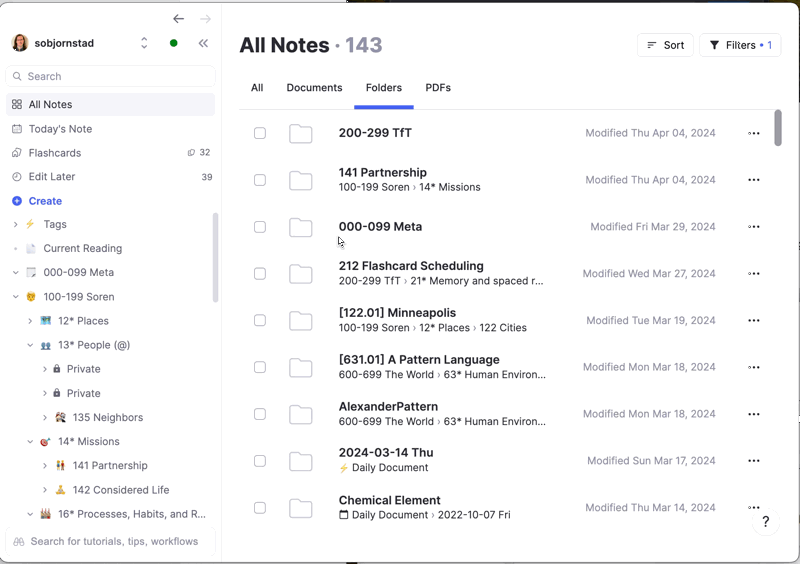 sobjornstad
Search
All Notes
Today's Note
Flashcards 32
Edit Later 39
Create
Tags
Current Reading
000-099 Meta
100-199 Soren
12* Places
13* People (@)
Private
Private
135 Neighbors
14* Missions
141 Partnership
142 Considered Life
16* Processes, Habits, and R...
Search for tutorials, tips, workflows
All Notes · 143
Sort
Filters • 1
All Documents Folders PDFs
200-299 TfT Modified Thu Apr 04, 2024
141 Partnership Modified Thu Apr 04, 2024
100-199 Soren › 14* Missions
000-099 Meta Modified Fri Mar 29, 2024
212 Flashcard Scheduling Modified Wed Mar 27, 2024
200-299 TfT › 21* Memory and spaced r...
[122.01] Minneapolis Modified Tue Mar 19, 2024
100-199 Soren › 12* Places › 122 Cities
[631.01] A Pattern Language Modified Mon Mar 18, 2024
600-699 The World › 63* Human Environ...
AlexanderPattern Modified Mon Mar 18, 2024
600-699 The World › 63* Human Environ...
2024-03-14 Thu Modified Sun Mar 17, 2024
Daily Document
Chemical Element Modified Thu Mar 14, 2024
Daily Document › 2022-10-07 Fri
?